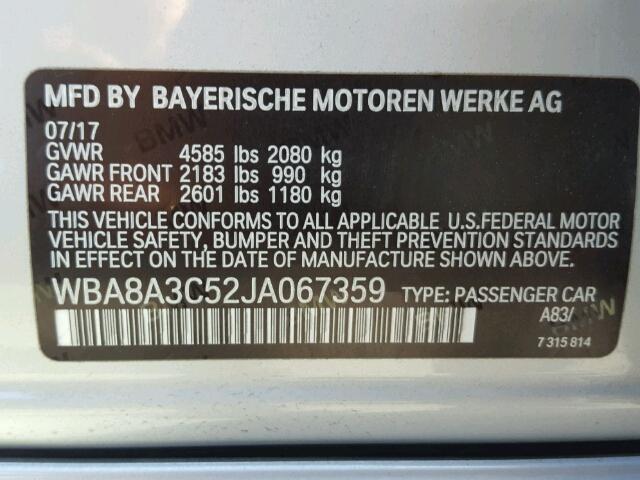 MFD BY BAYERISCHE MOTOREN WERKE AG
07/17
GVWR 4585 lbs 2080 kg
GAWR FRONT 2183 lbs 990 kg
GAWR REAR 2601 lbs 1180 kg
THIS VEHICLE CONFORMS TO ALL APPLICABLE U.S.FEDERAL MOTOR
VEHICLE SAFETY, BUMPER AND THEFT PREVENTION STANDARDS
IN EFFECT ON THE DATE OF MANUFACTURE SHOWN ABOVE.
WBA8A3C52JA067359 TYPE: PASSENGER CAR
A83/
7 315 814